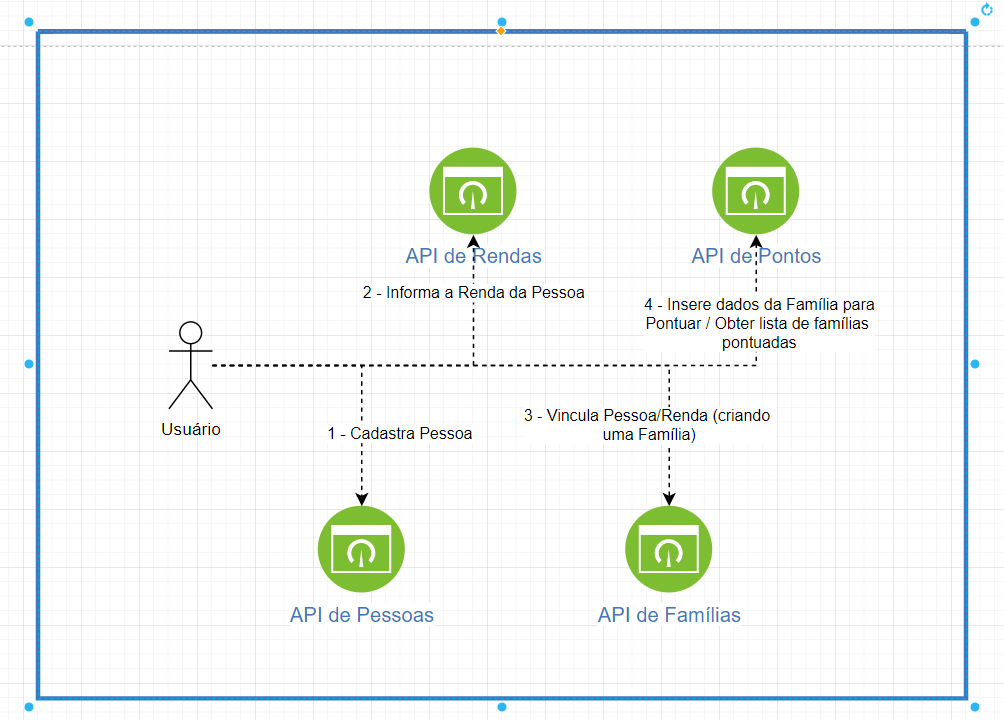 API de Rendas
API de Pontos
2 - Informa a Renda da Pessoa
4 - Insere dados da Família para
Pontuar / Obter lista de famílias
pontuadas
Usuário
1 - Cadastra Pessoa
3 - Vincula Pessoa/Renda (criando
uma Família)
API de Pessoas
API de Famílias